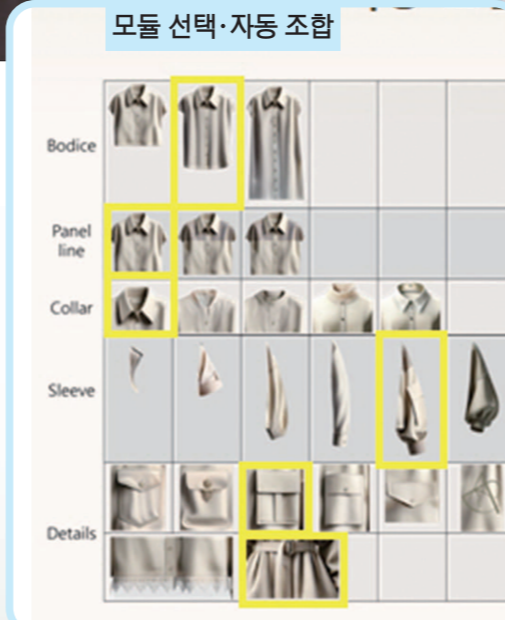 모듈 선택·자동 조합
Bodice
Panel
line
Collar
Sleeve
Details